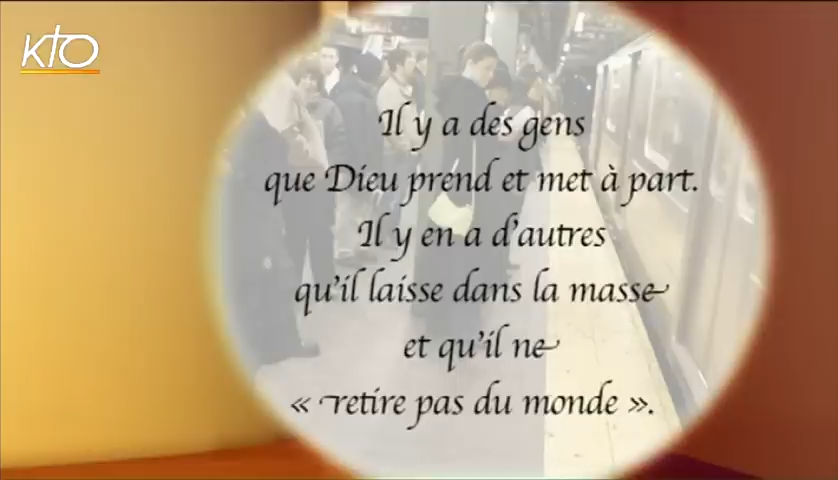 KTO
Il y a des gens
que Dieu prend et met à part.
Il y en a d'autres
qu'il laisse dans la masse
et qu'il ne
« retire pas du monde ».